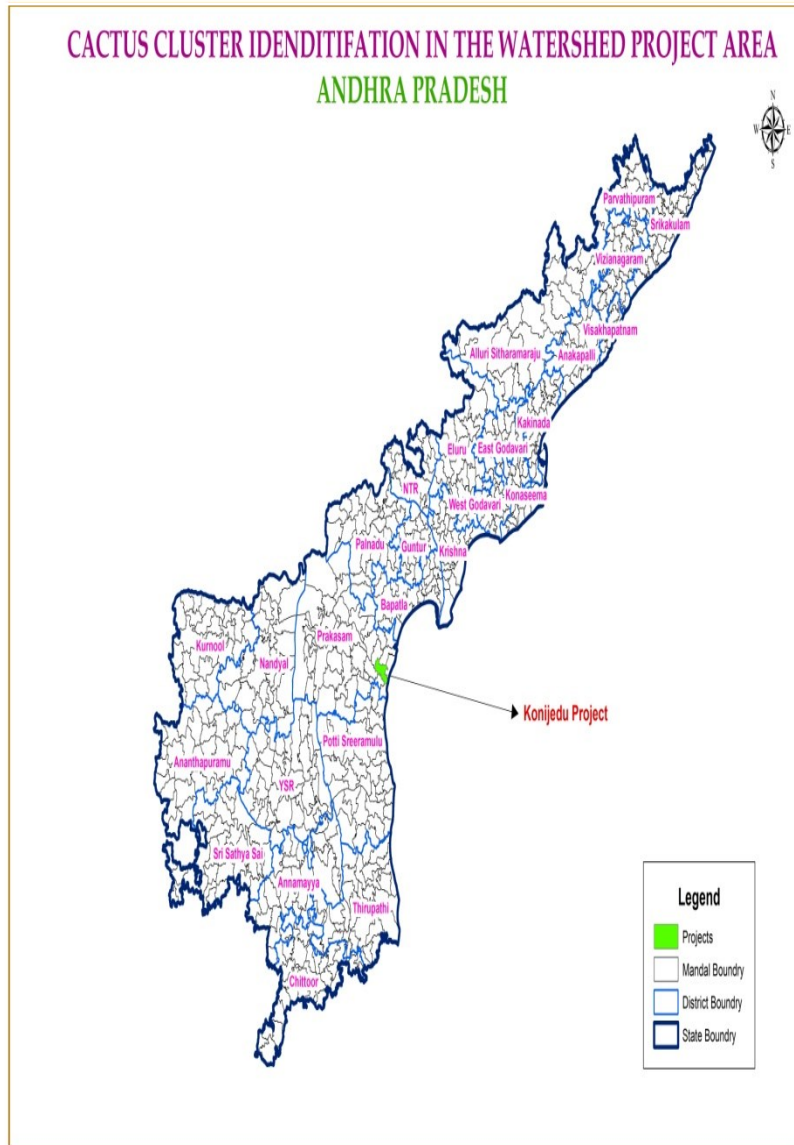 CACTUS CLUSTER IDENDITIFATION IN THE WATERSHED PROJECT AREA
ANDHRA PRADESH
N
W E
S
Parvathipuram
Srikakulam
Vizianagaram
Visakhapatnam
Alluri Sitharamaraju
Anakapalli
Kakinada
Eluru
East Godavari
NTR
West Godavari
Konaseema
Palnadu
Guntur
Krishna
Bapatla
Kurnool
Nandyal
Prakasam
Konijedu Project
Potti Sreeramulu
Ananthapuramu
YSR
Sri Sathya Sai
Annamayya
Thirupathi
Chittoor
Legend
Projects
Mandal Boundry
District Boundry
State Boundry